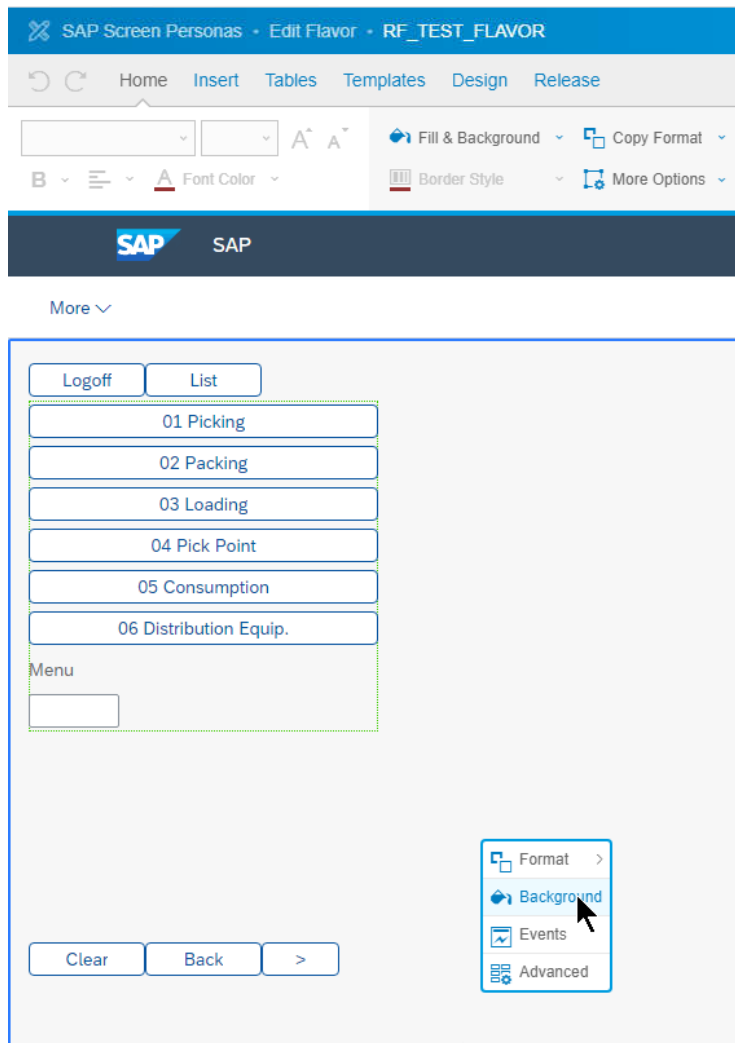 SAP Screen Personas • Edit Flavor • RF_TEST_FLAVOR
Home Insert Tables Templates Design Release
A A Fill & Background Copy Format
B A Font Color Border Style More Options
SAP SAP
More
Logoff List
01 Picking
02 Packing
03 Loading
04 Pick Point
05 Consumption
06 Distribution Equip.
Menu
Format >
Background
Events
Clear Back >
Advanced